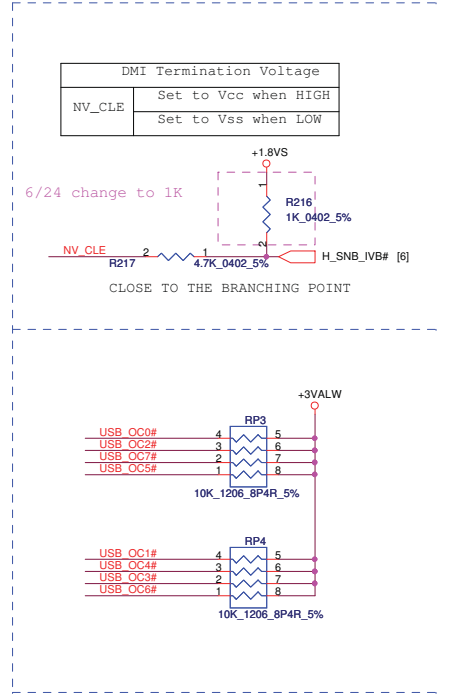 DMI Termination Voltage
NV_CLE
Set to Vcc when HIGH
Set to Vss when LOW
+1.8VS
6/24 change to 1K
1
R216
1K_0402_5%
2
NV_CLE
R217
2
1
4.7K_0402_5%
H_SNB_IVB# [6]
CLOSE TO THE BRANCHING POINT
+3VALW
RP3
USB_OC0# 4 5
USB_OC2# 3 6
USB_OC7# 2 7
USB_OC5# 1 8
10K_1206_8P4R_5%
RP4
USB_OC1# 4 5
USB_OC4# 3 6
USB_OC3# 2 7
USB_OC6# 1 8
10K_1206_8P4R_5%